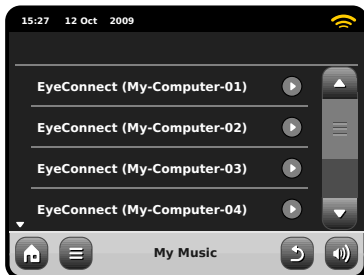 15:27 12 Oct 2009
EyeConnect (My-Computer-01)
EyeConnect (My-Computer-02)
EyeConnect (My-Computer-03)
EyeConnect (My-Computer-04)
My Music